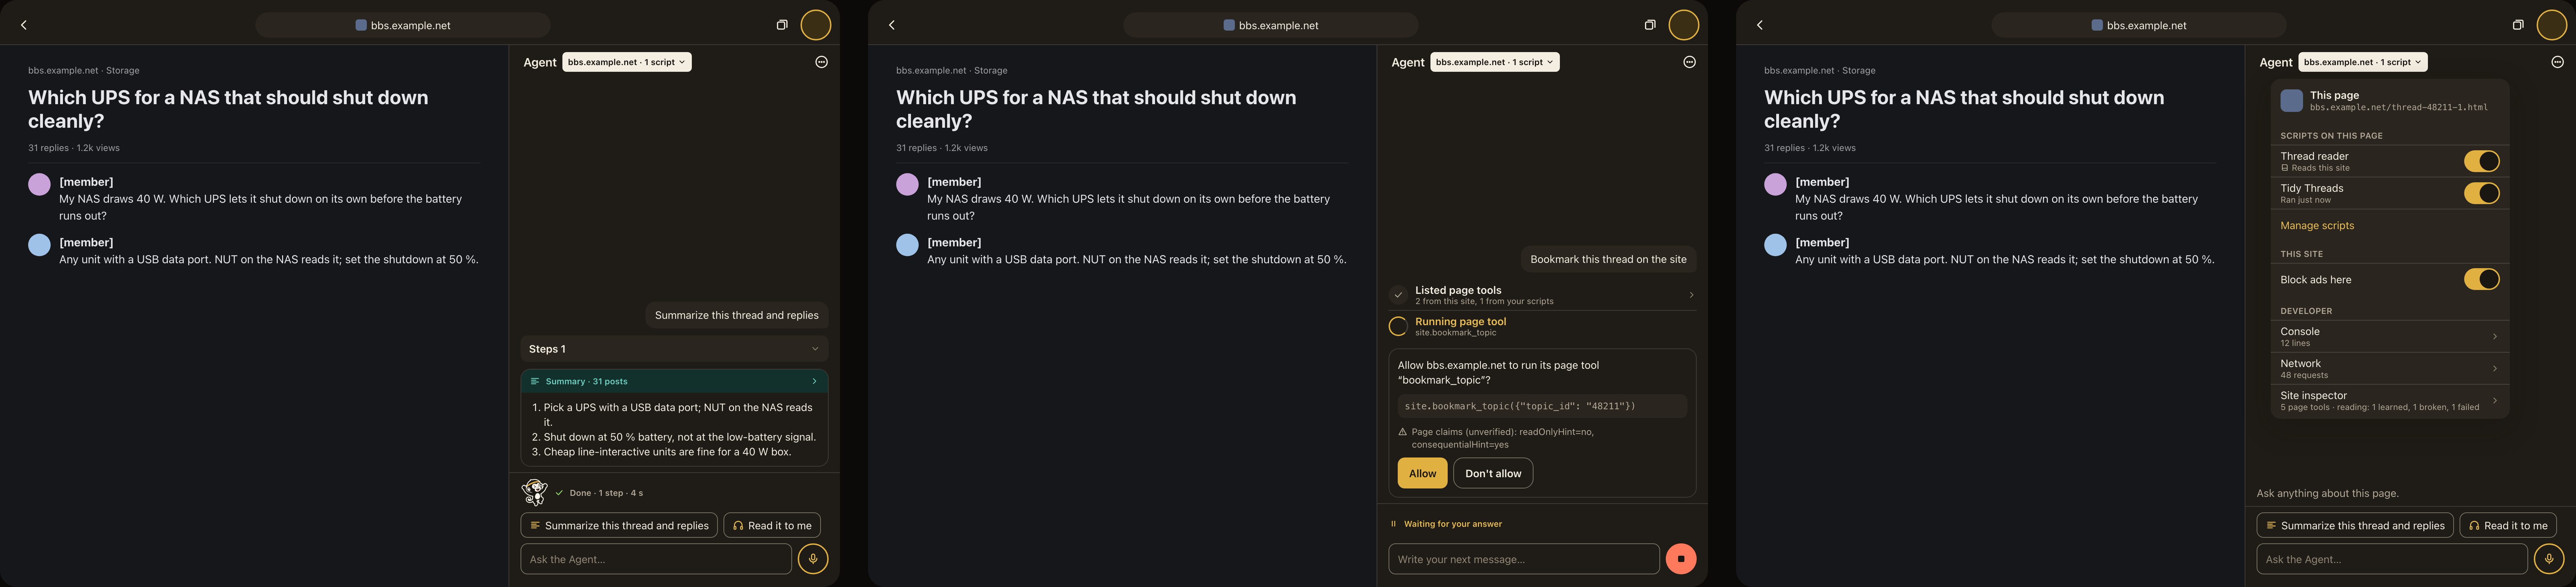 bbs.example.net
bbs.example.net · Storage
Which UPS for a NAS that should shut down
cleanly?
31 replies · 1.2k views
[member]
My NAS draws 40 W. Which UPS lets it shut down on its own before the battery
runs out?
[member]
Any unit with a USB data port. NUT on the NAS reads it; set the shutdown at 50 %.
Agent
bbs.example.net · 1 script
Summarize this thread and replies
Steps 1
Summary · 31 posts
1. Pick a UPS with a USB data port; NUT on the NAS reads
it.
2. Shut down at 50 % battery, not at the low-battery signal.
3. Cheap line-interactive units are fine for a 40 W box.
Done · 1 step · 4 s
Summarize this thread and replies
Read it to me
Ask the Agent...
bbs.example.net
bbs.example.net · Storage
Which UPS for a NAS that should shut down
cleanly?
31 replies · 1.2k views
[member]
My NAS draws 40 W. Which UPS lets it shut down on its own before the battery
runs out?
[member]
Any unit with a USB data port. NUT on the NAS reads it; set the shutdown at 50 %.
Agent
bbs.example.net · 1 script
Bookmark this thread on the site
Listed page tools
2 from this site, 1 from your scripts
Running page tool
site.bookmark_topic
Allow bbs.example.net to run its page tool
“bookmark_topic”?
site.bookmark_topic({"topic_id": "48211"})
Page claims (unverified): readOnlyHint=no,
consequentialHint=yes
Allow
Don't allow
Waiting for your answer
Write your next message...
bbs.example.net
bbs.example.net · Storage
Which UPS for a NAS that should shut down
cleanly?
31 replies · 1.2k views
[member]
My NAS draws 40 W. Which UPS lets it shut down on its own before the battery
runs out?
[member]
Any unit with a USB data port. NUT on the NAS reads it; set the shutdown at 50 %.
Agent
bbs.example.net · 1 script
This page
bbs.example.net/thread-48211-1.html
SCRIPTS ON THIS PAGE
Thread reader
Reads this site
Tidy Threads
Ran just now
Manage scripts
THIS SITE
Block ads here
DEVELOPER
Console
12 lines
Network
48 requests
Site inspector
5 page tools · reading: 1 learned, 1 broken, 1 failed
Ask anything about this page.
Summarize this thread and replies
Read it to me
Ask the Agent...